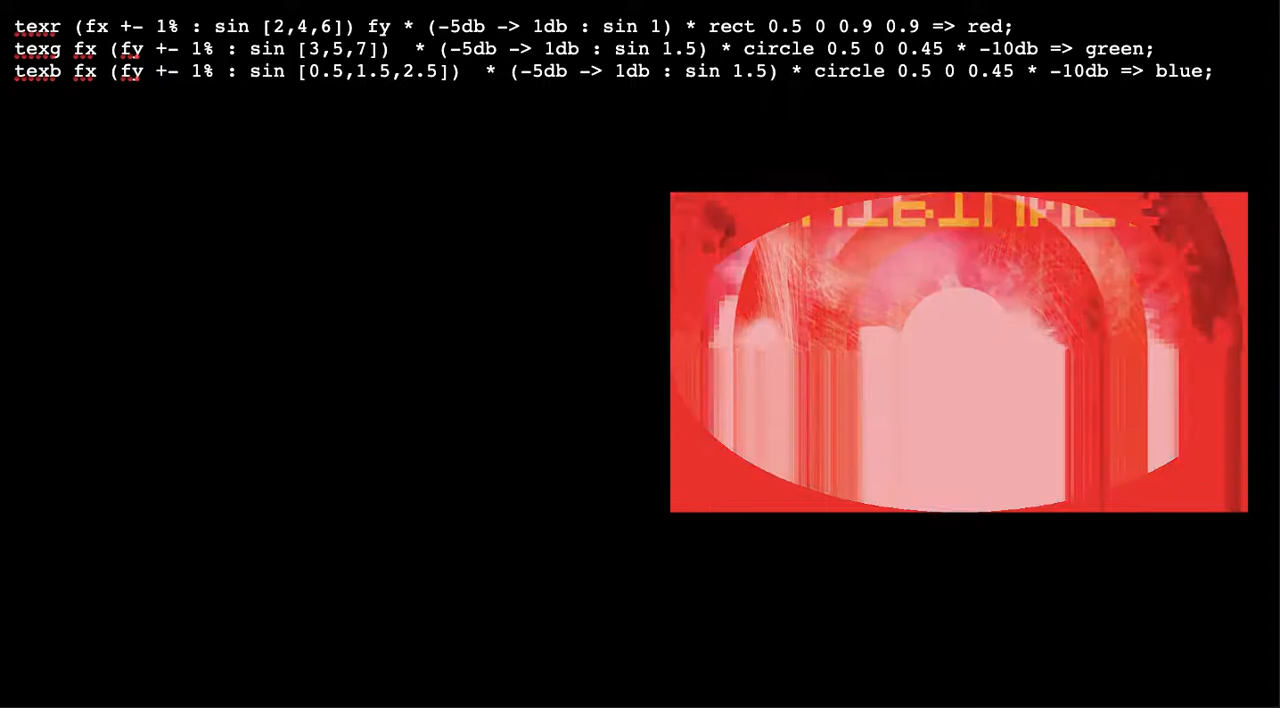 texr (fx +- 1% : sin [2,4,6]) fy * (-5db -> 1db : sin 1) * rect 0.5 0 0.9 0.9 => red;
texg fx (fy +- 1% : sin [3,5,7])  * (-5db -> 1db : sin 1.5) * circle 0.5 0 0.45 * -10db => green;
texb fx (fy +- 1% : sin [0.5,1.5,2.5])  * (-5db -> 1db : sin 1.5) * circle 0.5 0 0.45 * -10db => blue;